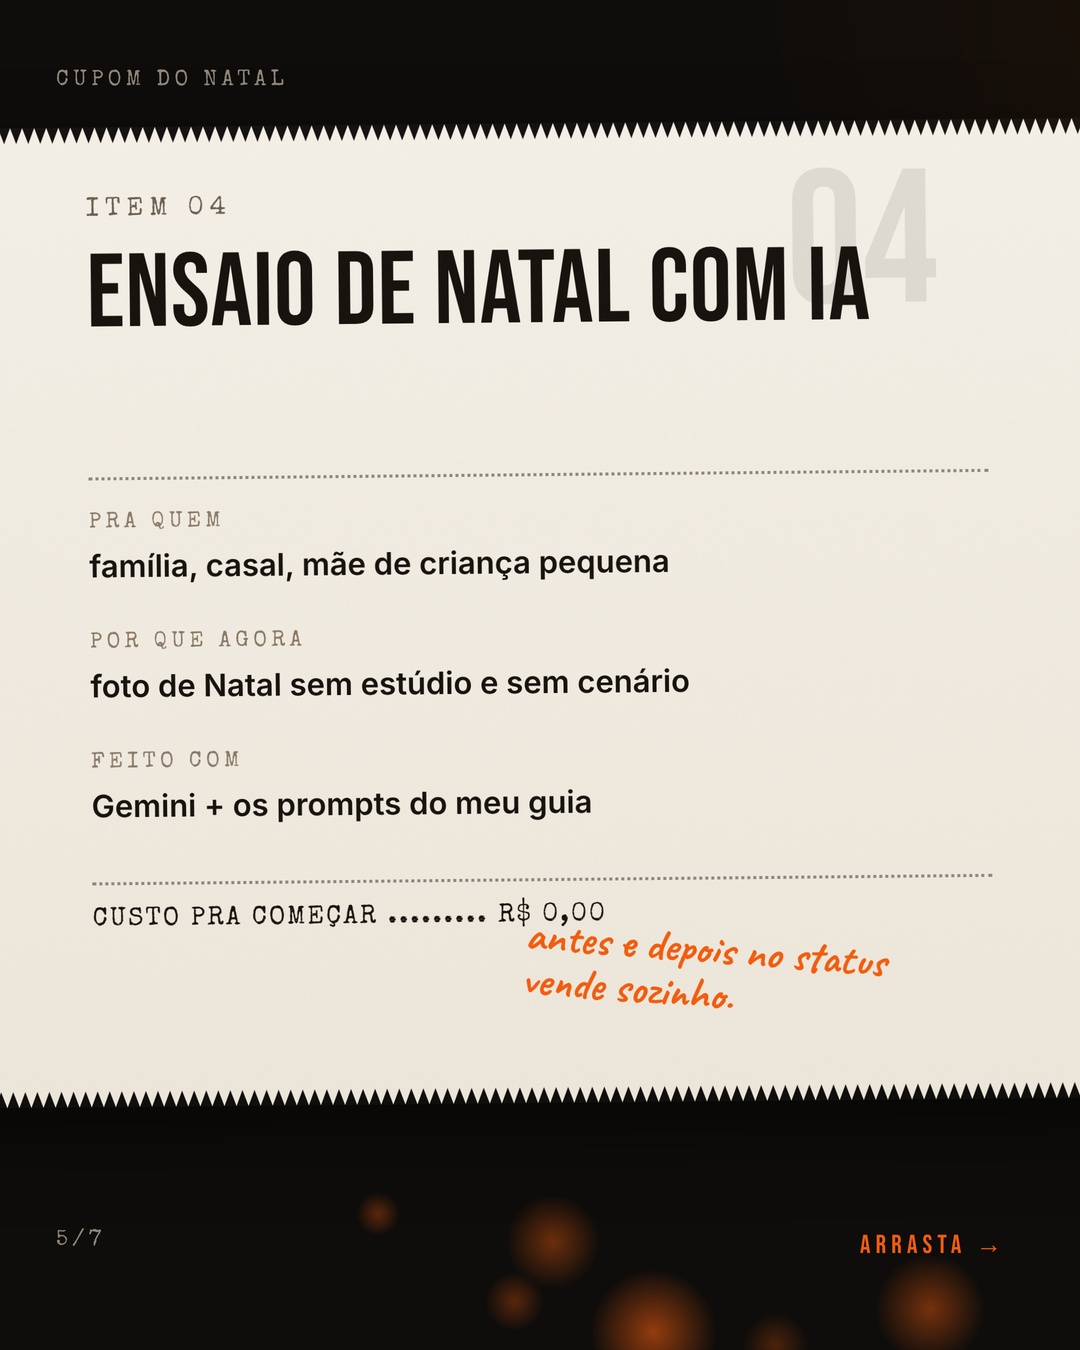 CUPOM DO NATAL
04
ITEM 04
ENSAIO DE NATAL COM IA
PRA QUEM
família, casal, mãe de criança pequena
POR QUE AGORA
foto de Natal sem estúdio e sem cenário
FEITO COM
Gemini + os prompts do meu guia
CUSTO PRA COMEÇAR ......... R$ 0,00
antes e depois no status
vende sozinho.
5/7
ARRASTA →